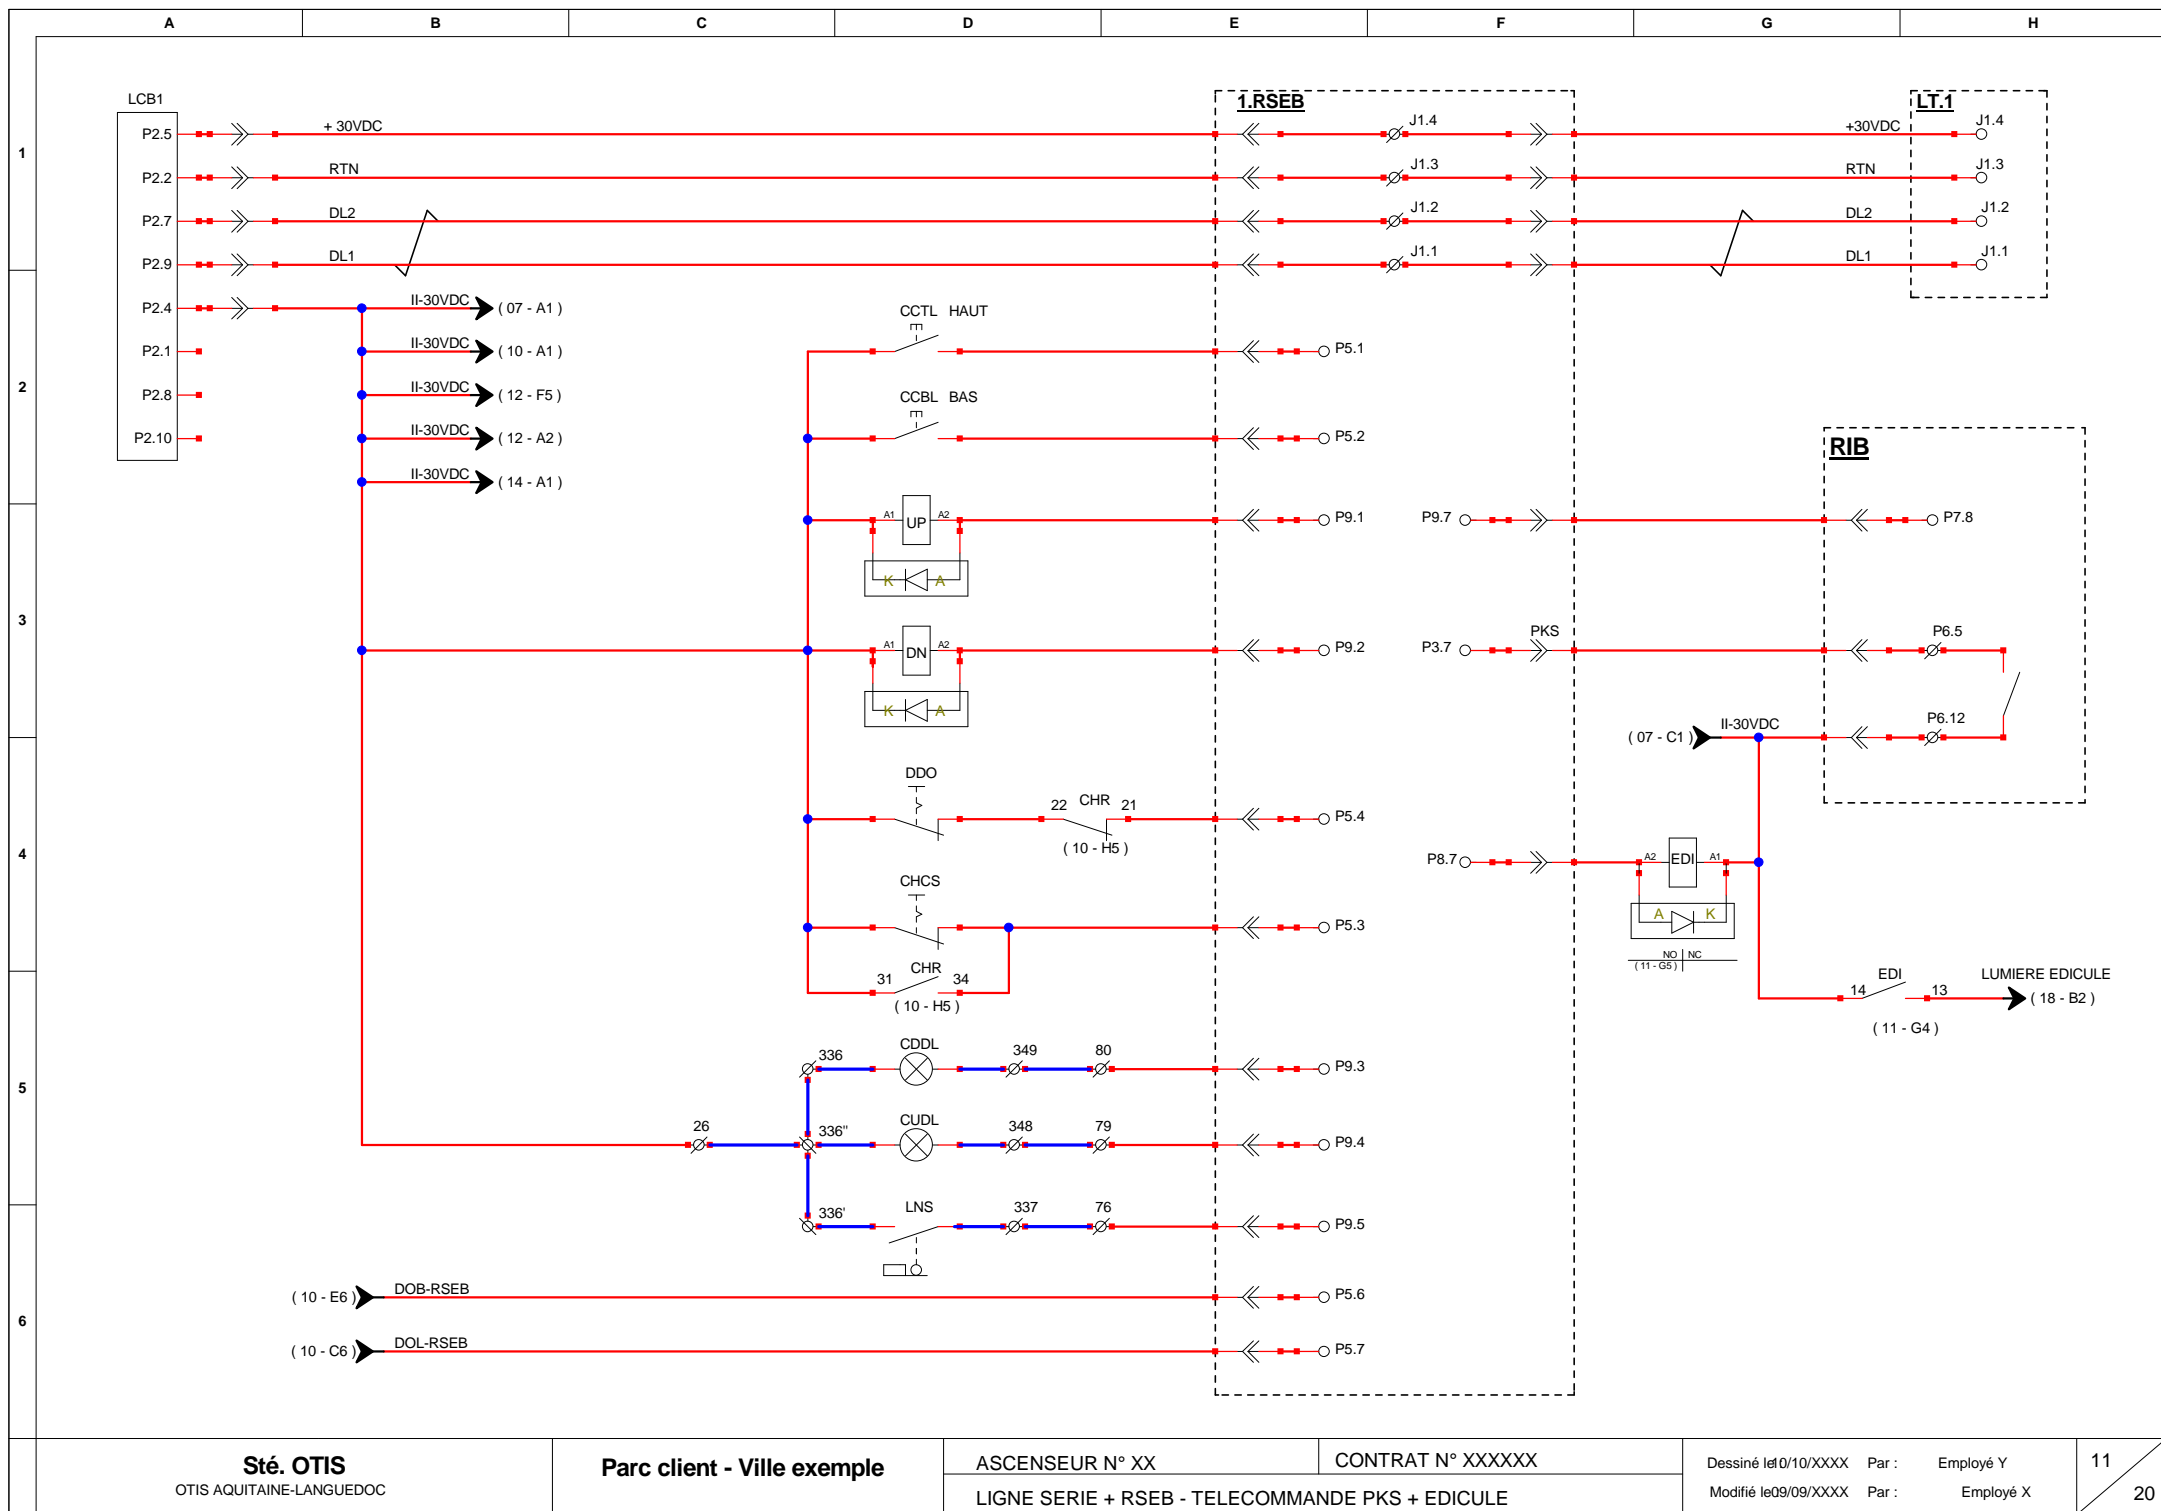 A B C D E F G H
1
2
3
4
5
6
LCB1
P2.5
P2.2
P2.7
P2.9
P2.4
P2.1
P2.8
P2.10
+ 30VDC
RTN
DL2
DL1
II-30VDC ( 07 - A1 )
II-30VDC ( 10 - A1 )
II-30VDC ( 12 - F5 )
II-30VDC ( 12 - A2 )
II-30VDC ( 14 - A1 )
1.RSEB
J1.4
J1.3
J1.2
J1.1
+30VDC
RTN
DL2
DL1
LT.1
J1.4
J1.3
J1.2
J1.1
CCTL HAUT
P5.1
CCBL BAS
P5.2
A1 UP A2
K A
P9.1
A1 DN A2
K A
P9.2
DDO
22 CHR 21
( 10 - H5 )
P5.4
CHCS
P5.3
31 CHR 34
( 10 - H5 )
336 CDDL 349 80
P9.3
26 336" CUDL 348 79
P9.4
336' LNS 337 76
P9.5
( 10 - E6 ) DOB-RSEB
P5.6
( 10 - C6 ) DOL-RSEB
P5.7
RIB
P9.7
P7.8
P3.7 PKS
P6.5
( 07 - C1 ) II-30VDC
P6.12
P8.7
A2 EDI A1
A K
NO NC
( 11 - G5 )
14 EDI 13
( 11 - G4 )
LUMIERE EDICULE
( 18 - B2 )
Sté. OTIS
OTIS AQUITAINE-LANGUEDOC
Parc client - Ville exemple
ASCENSEUR N° XX
CONTRAT N° XXXXXX
LIGNE SERIE + RSEB - TELECOMMANDE PKS + EDICULE
Dessiné le10/10/XXXX Par : Employé Y
Modifié le09/09/XXXX Par : Employé X
11
20